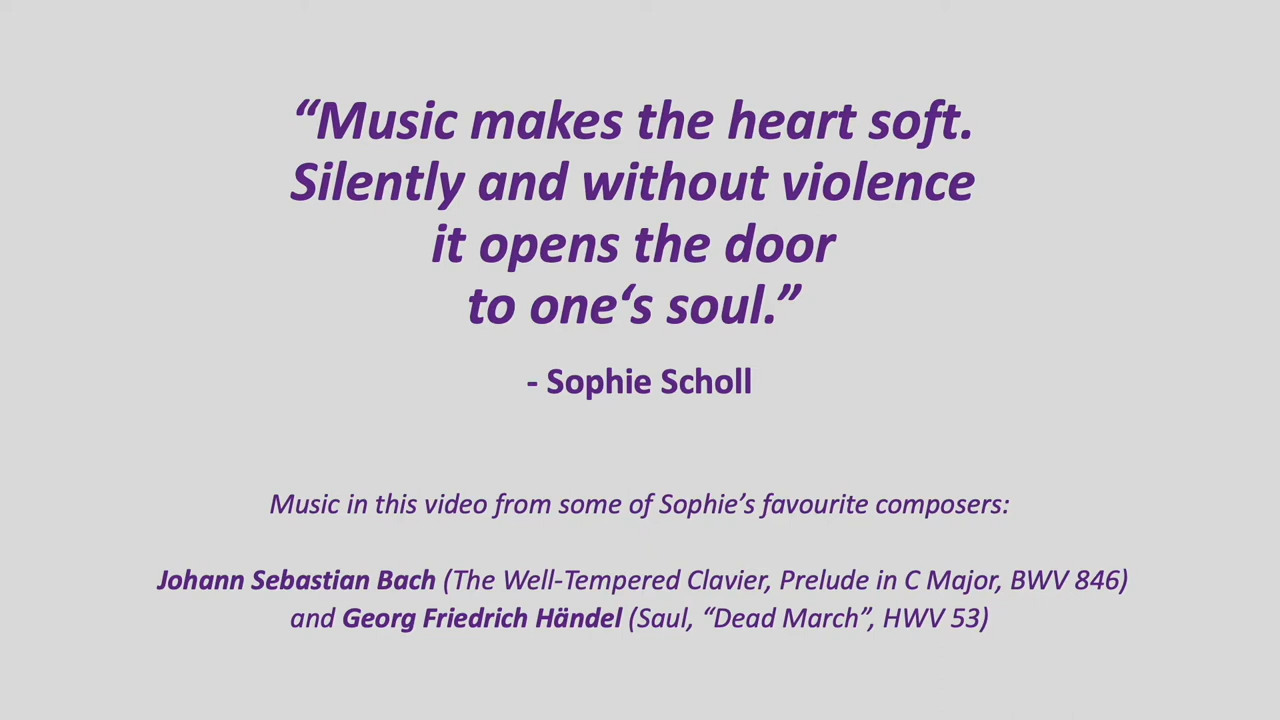 “Music makes the heart soft.
Silently and without violence
it opens the door
to one‘s soul.”
- Sophie Scholl
Music in this video from some of Sophie’s favourite composers:
Johann Sebastian Bach (The Well-Tempered Clavier, Prelude in C Major, BWV 846)
and Georg Friedrich Händel (Saul, “Dead March”, HWV 53)